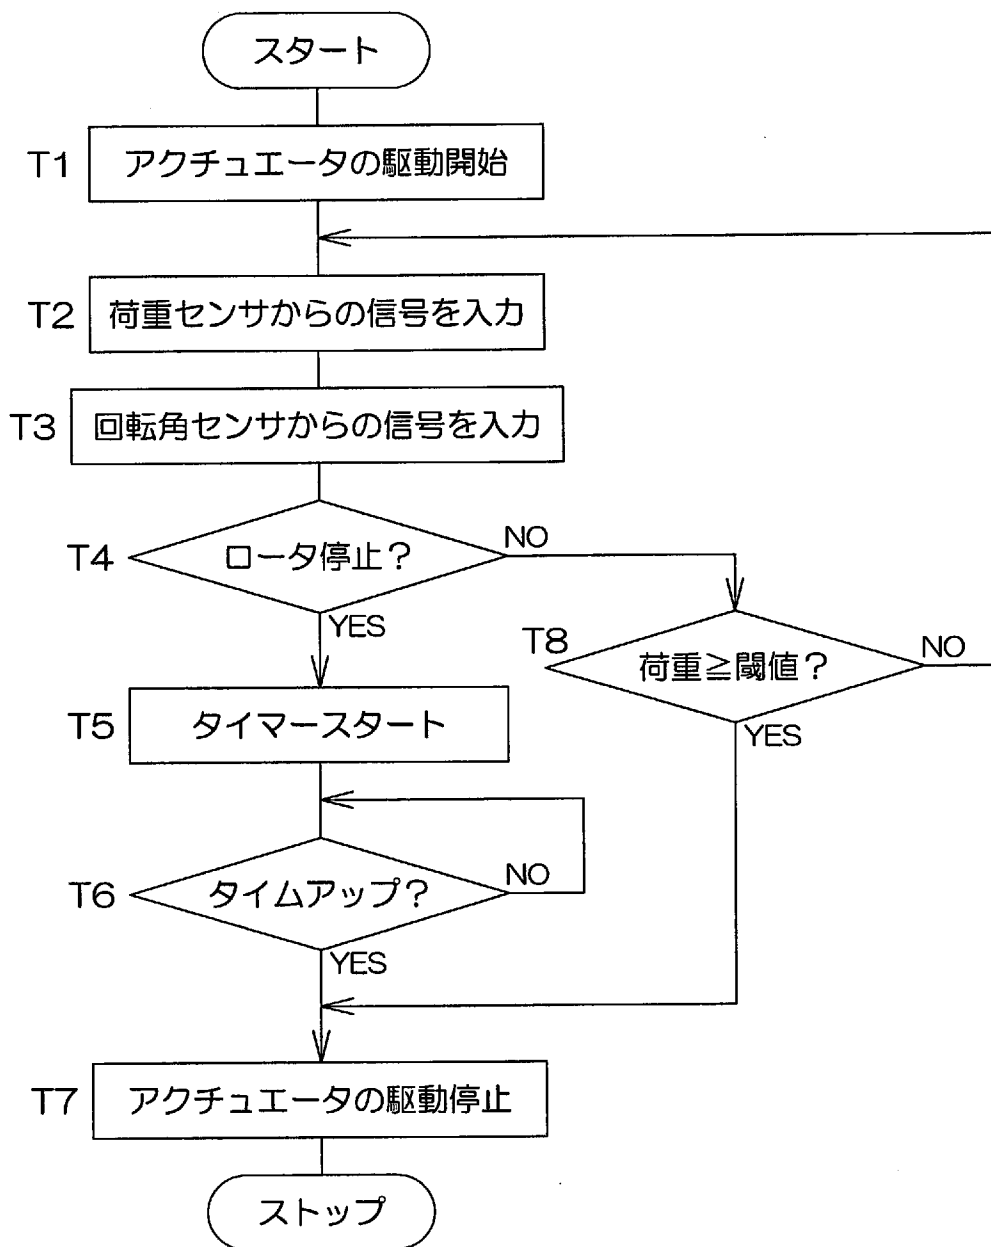 スタート
T1
アクチュエータの駆動開始
T2
荷重センサからの信号を入力
T3
回転角センサからの信号を入力
T4
ロータ停止？
NO
YES
T8
荷重≧閾値？
NO
YES
T5
タイマースタート
T6
タイムアップ？
NO
YES
T7
アクチュエータの駆動停止
ストップ